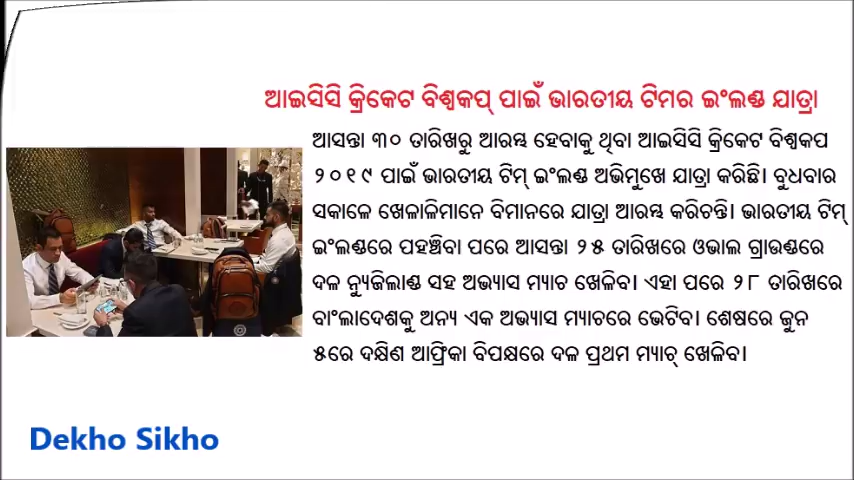 ଆଇସିସି କ୍ରିକେଟ ବିଶ୍ୱକପ୍ ପାଇଁ ଭାରତୀୟ ଟିମର ଇଂଲଣ୍ଡ ଯାତ୍ରା
ଆସନ୍ତା ୩୦ ତାରିଖରୁ ଆରମ୍ଭ ହେବାକୁ ଥିବା ଆଇସିସି କ୍ରିକେଟ ବିଶ୍ୱକପ
୨୦୧୯ ପାଇଁ ଭାରତୀୟ ଟିମ୍ ଇଂଲଣ୍ଡ ଅଭିମୁଖେ ଯାତ୍ରା କରିଛି। ବୁଧବାର
ସକାଳେ ଖେଳାଳିମାନେ ବିମାନରେ ଯାତ୍ରା ଆରମ୍ଭ କରିଚନ୍ତି। ଭାରତୀୟ ଟିମ୍
ଇଂଲଣ୍ଡରେ ପହଞ୍ଚିବା ପରେ ଆସନ୍ତା ୨୫ ତାରିଖରେ ଓଭାଲ ଗ୍ରାଉଣ୍ଡରେ
ଦଳ ନ୍ୟୁଜିଲାଣ୍ଡ ସହ ଅଭ୍ୟାସ ମ୍ୟାଚ ଖେଳିବ। ଏହା ପରେ ୨୮ ତାରିଖରେ
ବାଂଲାଦେଶକୁ ଅନ୍ୟ ଏକ ଅଭ୍ୟାସ ମ୍ୟାଚରେ ଭେଟିବ। ଶେଷରେ ଜୁନ
୫ରେ ଦକ୍ଷିଣ ଆଫ୍ରିକା ବିପକ୍ଷରେ ଦଳ ପ୍ରଥମ ମ୍ୟାଚ୍ ଖେଳିବ।
Dekho Sikho